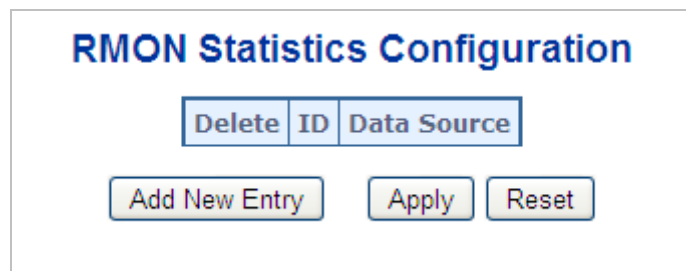 RMON Statistics Configuration
Delete ID Data Source
Add New Entry Apply Reset